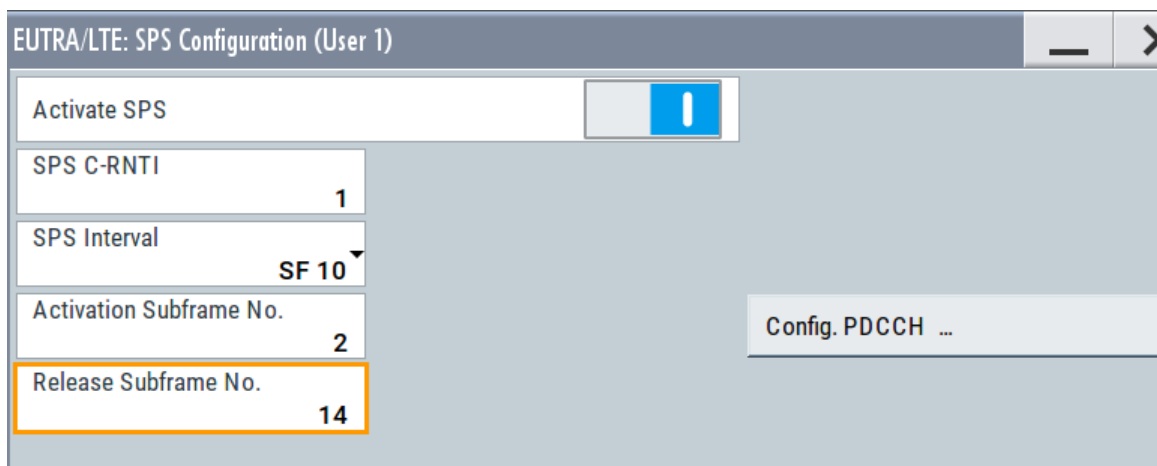 EUTRA/LTE: SPS Configuration (User 1)
Activate SPS
SPS C-RNTI
1
SPS Interval
SF 10
Activation Subframe No.
2
Config. PDCCH ...
Release Subframe No.
14